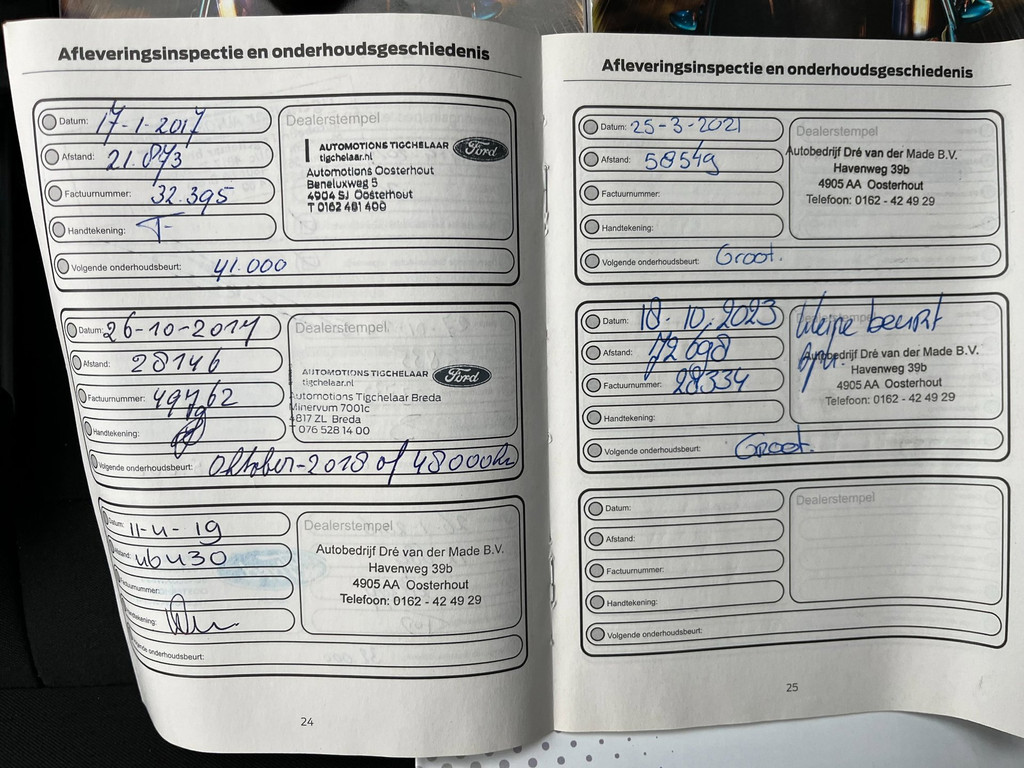 Afleveringsinspectie en onderhoudsgeschiedenis
Datum: 17-1-2017
Afstand: 21.873
Factuurnummer: 32.395
Handtekening:
Volgende onderhoudsbeurt: 41.000
Dealerstempel
AUTOMOTIONS TIGCHELAAR
tigchelaar.nl
Ford
Automotions Oosterhout
Beneluxweg 5
4904 SJ Oosterhout
T 0162 481 400
Datum: 26-10-2017
Afstand: 28146
Factuurnummer:
Handtekening:
Volgende onderhoudsbeurt: Oktober-2018 of 48000km
Dealerstempel
AUTOMOTIONS TIGCHELAAR
tigchelaar.nl
Ford
Automotions Tigchelaar Breda
Minervum 7001c
4817 ZL Breda
T 076 528 14 00
Datum: 11-4-19
Afstand: 46430
Factuurnummer:
Handtekening:
Volgende onderhoudsbeurt:
Dealerstempel
Autobedrijf Dré van der Made B.V.
Havenweg 39b
4905 AA Oosterhout
Telefoon: 0162 - 42 49 29
24
Afleveringsinspectie en onderhoudsgeschiedenis
Datum: 25-3-2021
Afstand: 58549
Factuurnummer:
Handtekening:
Volgende onderhoudsbeurt: Groot.
Dealerstempel
Autobedrijf Dré van der Made B.V.
Havenweg 39b
4905 AA Oosterhout
Telefoon: 0162 - 42 49 29
Datum: 18-10-2023
Afstand: 72698
Factuurnummer: 28334
Handtekening:
Volgende onderhoudsbeurt: Groot.
Dealerstempel
kleine beurt
Autobedrijf Dré van der Made B.V.
Havenweg 39b
4905 AA Oosterhout
Telefoon: 0162 - 42 49 29
Datum:
Afstand:
Factuurnummer:
Handtekening:
Volgende onderhoudsbeurt:
Dealerstempel
25